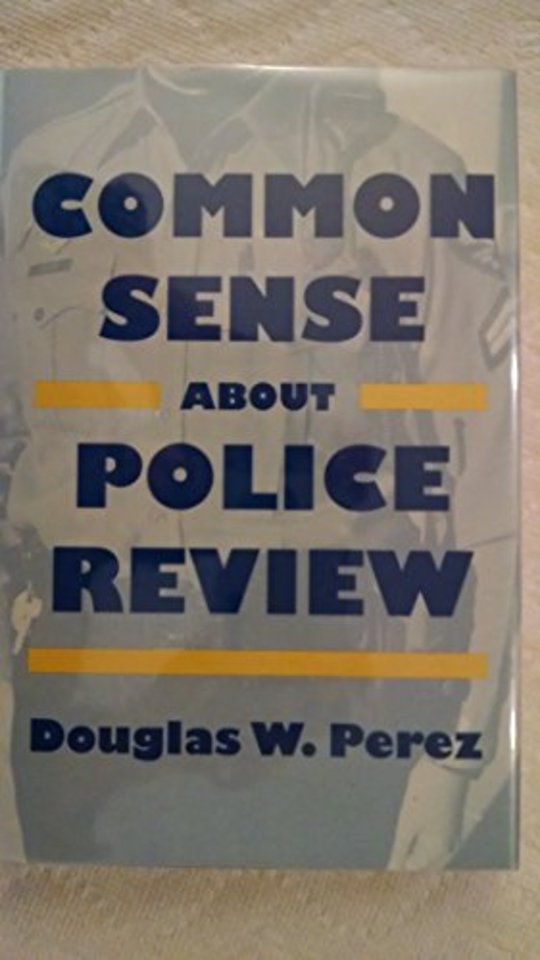 COMMON
SENSE
ABOUT
POLICE
REVIEW
Douglas W. Perez